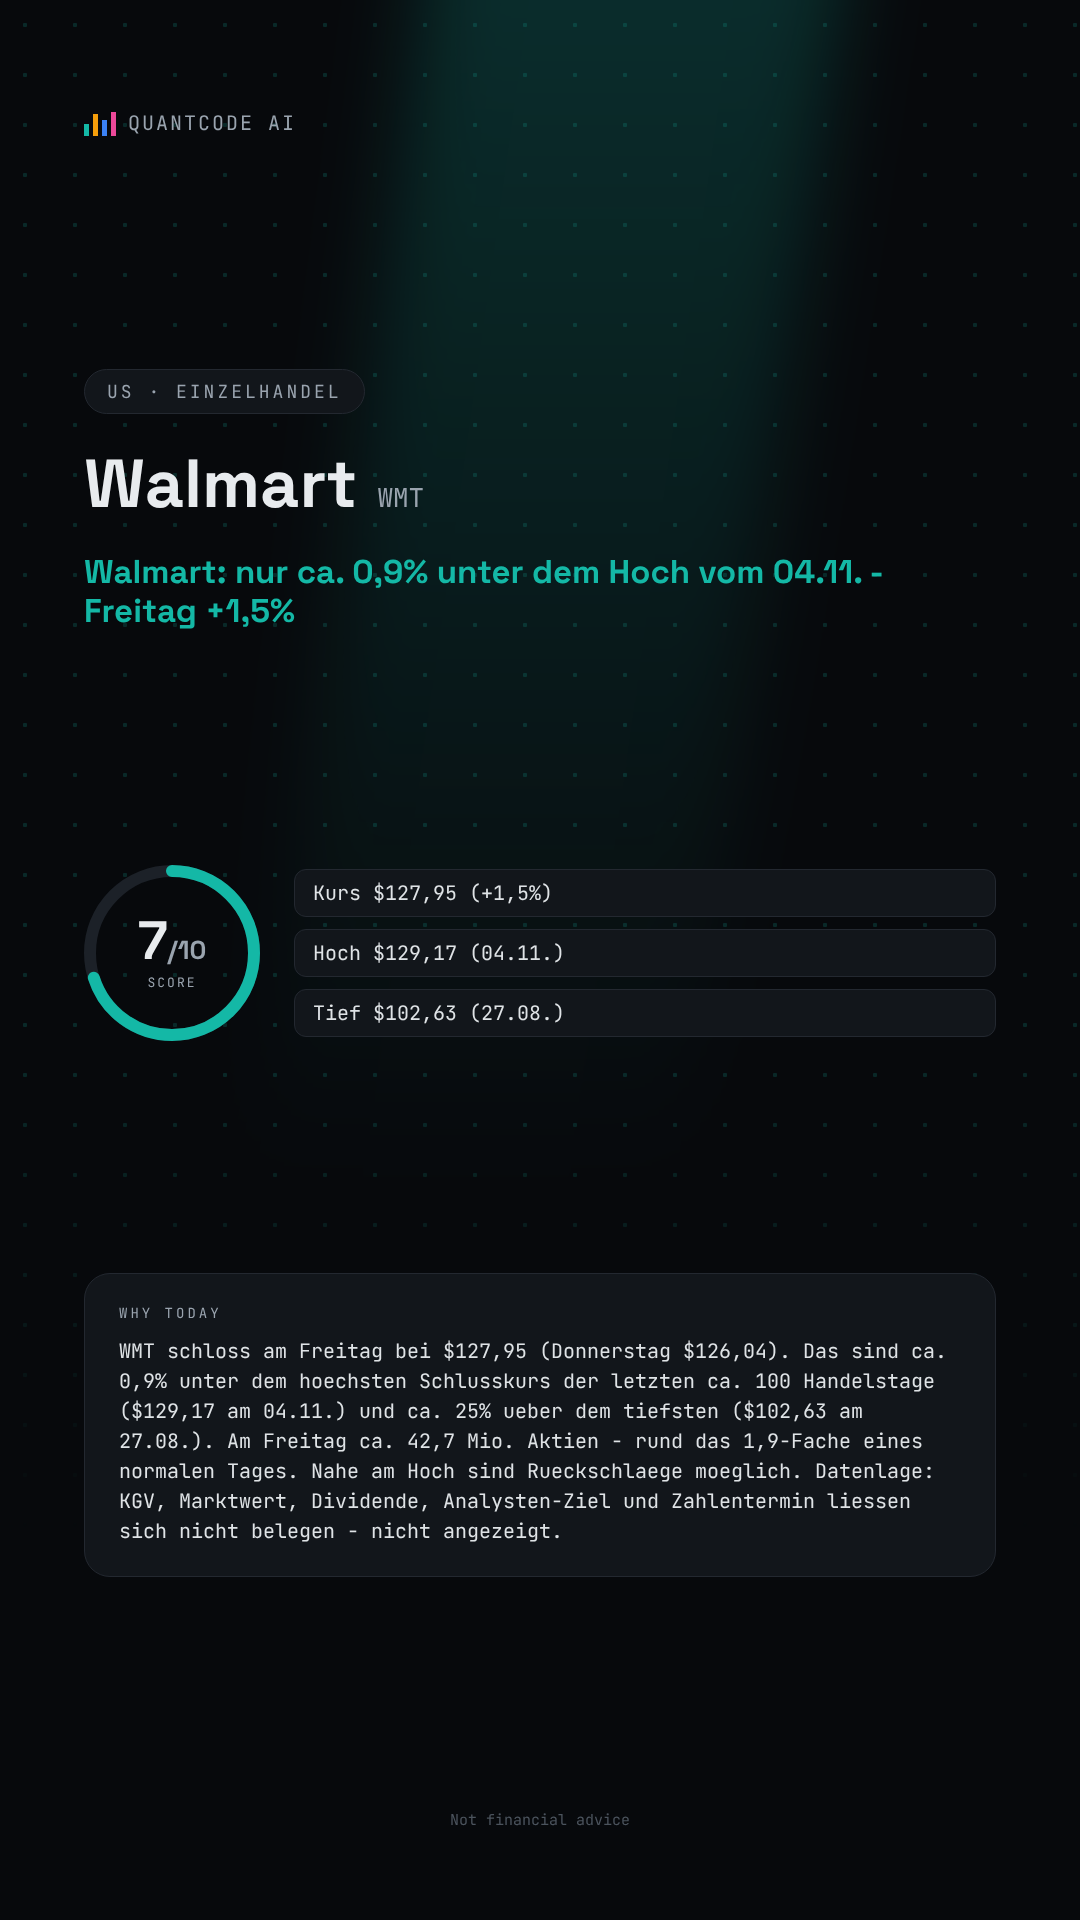 QUANTCODE AI
US · EINZELHANDEL
Walmart WMT
Walmart: nur ca. 0,9% unter dem Hoch vom 04.11. -
Freitag +1,5%
7/10
SCORE
Kurs $127,95 (+1,5%)
Hoch $129,17 (04.11.)
Tief $102,63 (27.08.)
WHY TODAY
WMT schloss am Freitag bei $127,95 (Donnerstag $126,04). Das sind ca.
0,9% unter dem hoechsten Schlusskurs der letzten ca. 100 Handelstage
($129,17 am 04.11.) und ca. 25% ueber dem tiefsten ($102,63 am
27.08.). Am Freitag ca. 42,7 Mio. Aktien - rund das 1,9-Fache eines
normalen Tages. Nahe am Hoch sind Rueckschlaege moeglich. Datenlage:
KGV, Marktwert, Dividende, Analysten-Ziel und Zahlentermin liessen
sich nicht belegen - nicht angezeigt.
Not financial advice